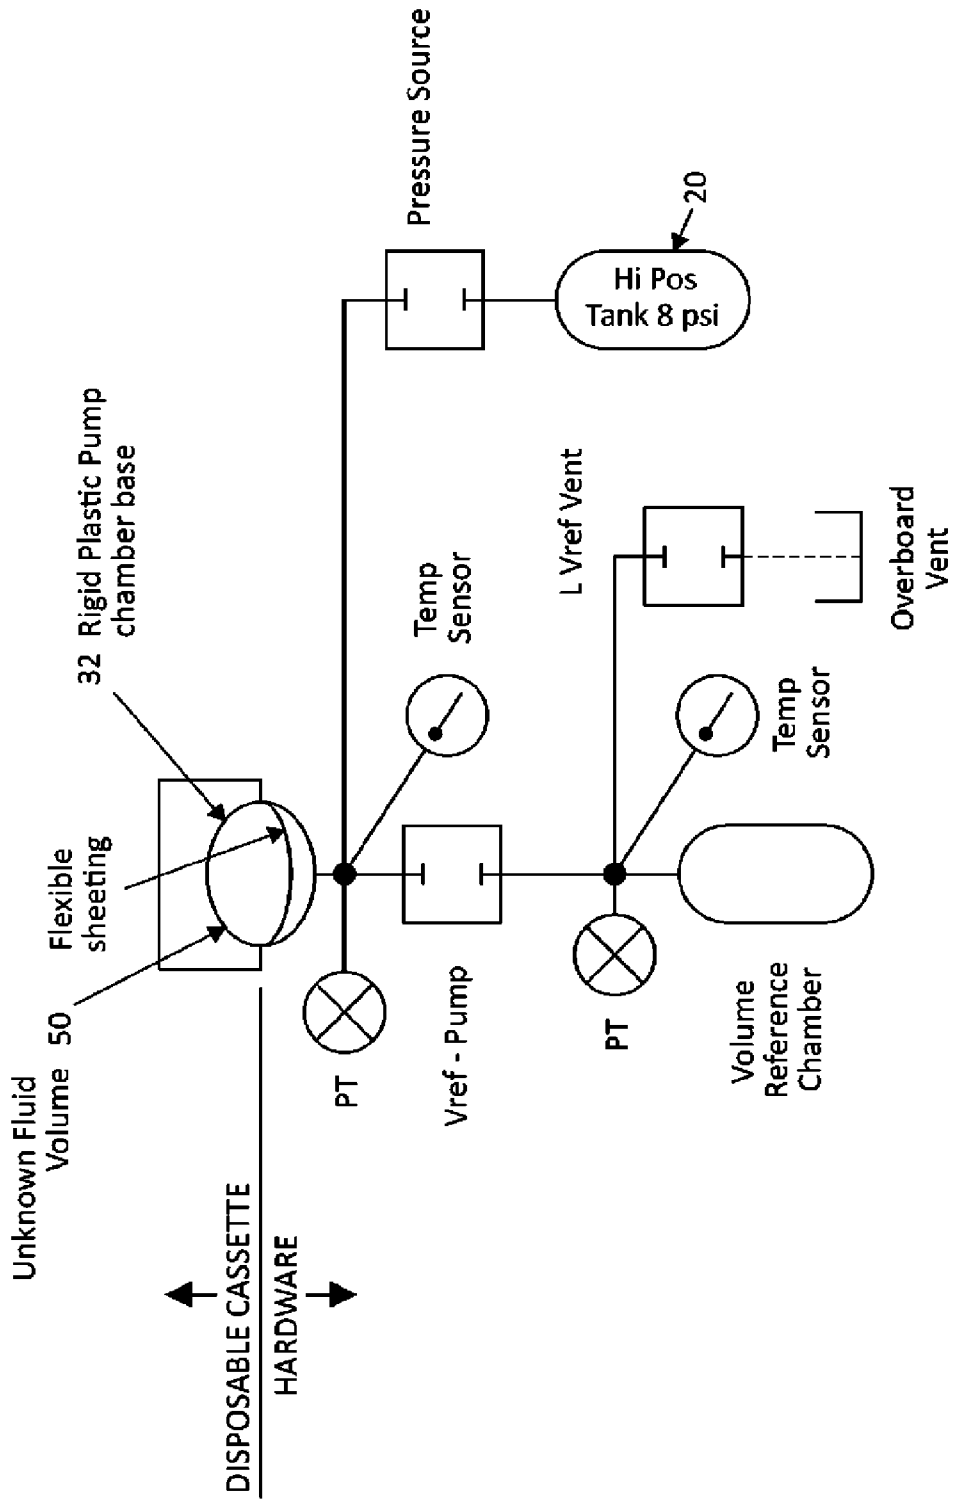 Unknown Fluid
Volume 50
Flexible
sheeting
32 Rigid Plastic Pump
chamber base
DISPOSABLE CASSETTE
HARDWARE
PT
Temp
Sensor
Pressure Source
Vref - Pump
Hi Pos
Tank 8 psi
20
L Vref Vent
PT
Temp
Sensor
Volume
Reference
Chamber
Overboard
Vent